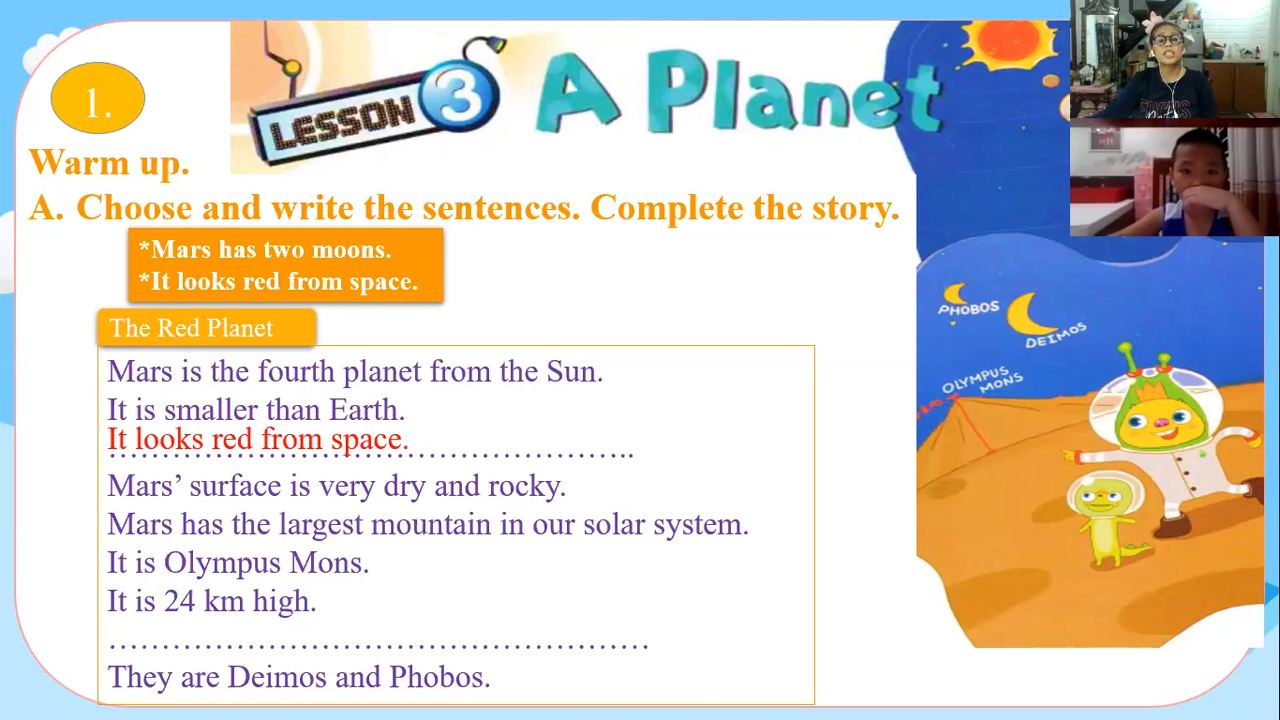 LESSON 3 A Planet
1.
Warm up.
A. Choose and write the sentences. Complete the story.
*Mars has two moons.
*It looks red from space.
The Red Planet
Mars is the fourth planet from the Sun.
It is smaller than Earth.
It looks red from space.
Mars’ surface is very dry and rocky.
Mars has the largest mountain in our solar system.
It is Olympus Mons.
It is 24 km high.
They are Deimos and Phobos.
PHOBOS
DEIMOS
OLYMPUS
MONS